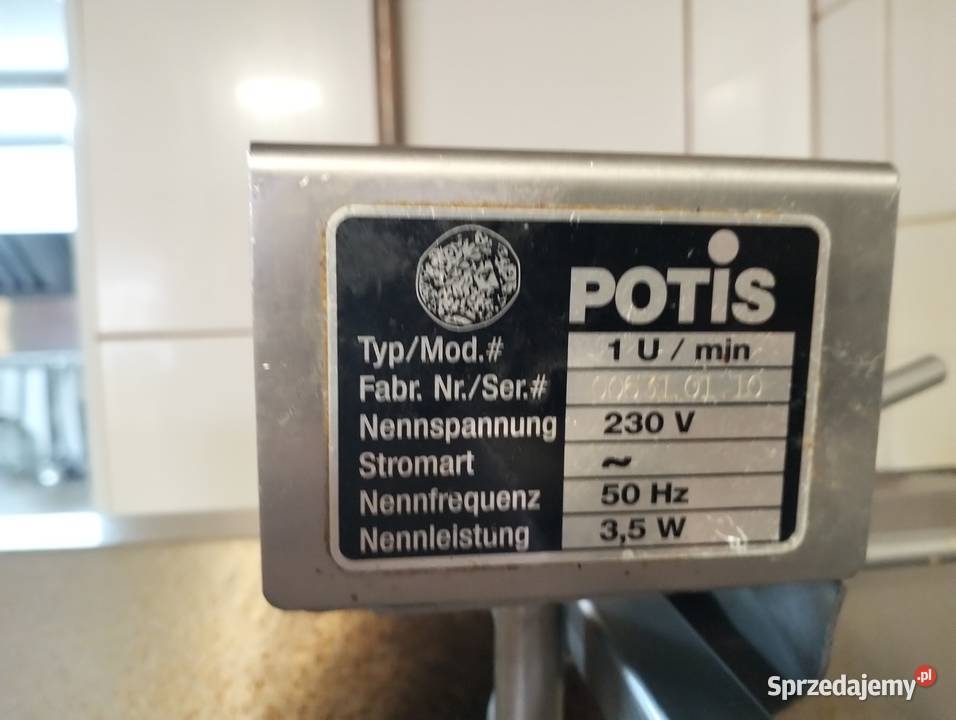 POTIS
Typ/Mod.# 1 U / min
Fabr. Nr./Ser.#
Nennspannung 230 V
Stromart ~
Nennfrequenz 50 Hz
Nennleistung 3,5 W
Sprzedajemy.pl